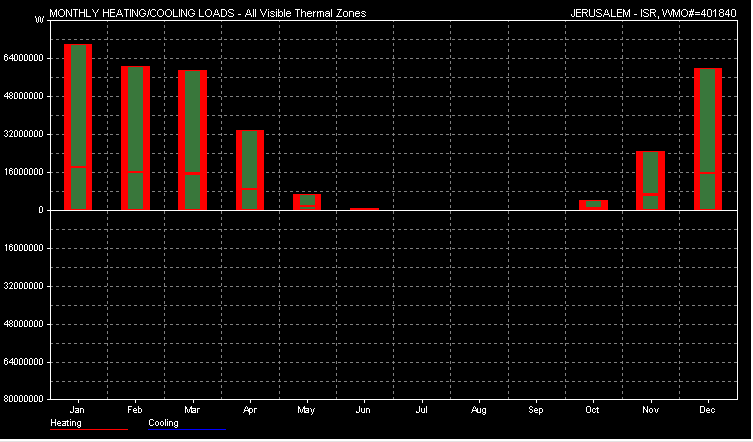 MONTHLY HEATING/COOLING LOADS - All Visible Thermal Zones JERUSALEM - ISR, WMO#=401840
W
64000000
48000000
32000000
16000000
0
16000000
32000000
48000000
64000000
80000000
Jan Feb Mar Apr May Jun Jul Aug Sep Oct Nov Dec
Heating Cooling